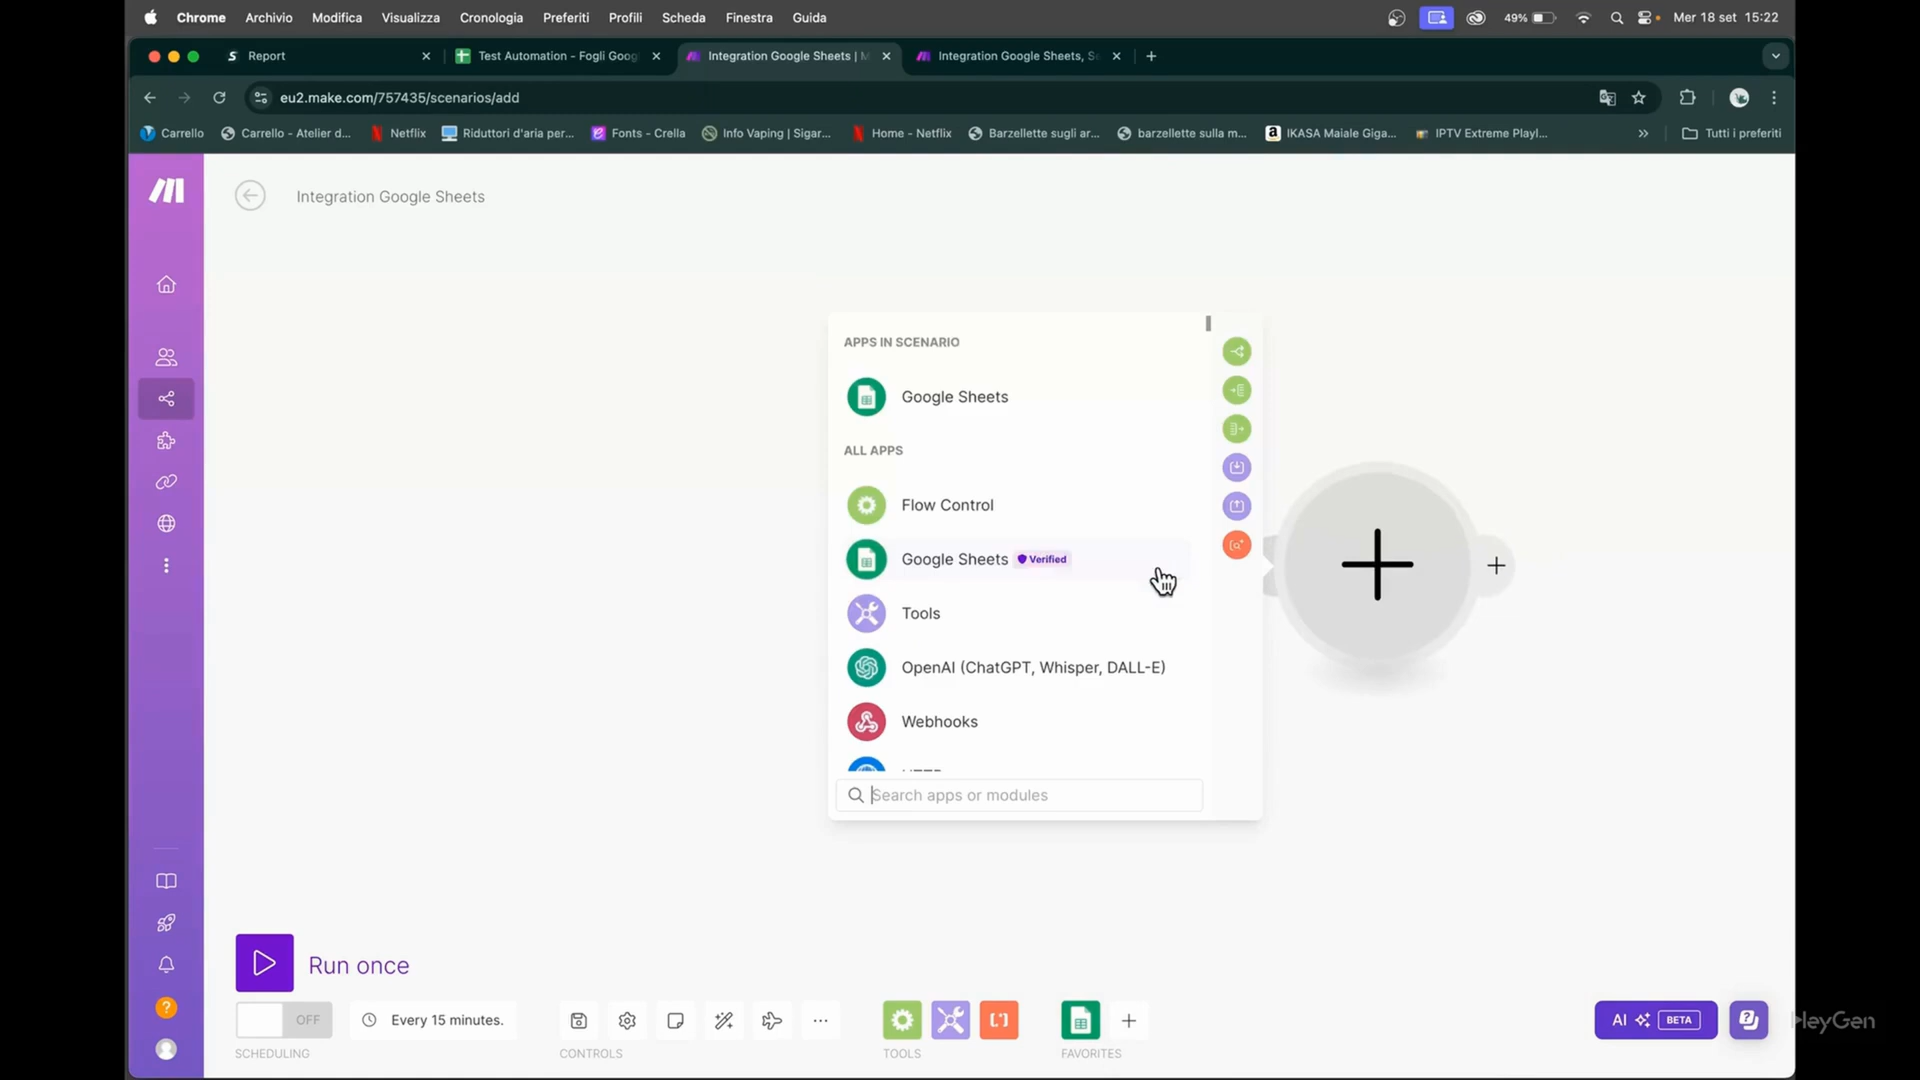 Chrome Archivio Modifica Visualizza Cronologia Preferiti Profili Scheda Finestra Guida 49% Mer 18 set 15:22
Report Test Automation - Fogli Goog Integration Google Sheets | M Integration Google Sheets, S
eu2.make.com/757435/scenarios/add
Carrello Carrello - Atelier d... Netflix Riduttori d'aria per... Fonts - Crella Info Vaping | Sigar... Home - Netflix Barzellette sugli ar... barzellette sulla m... IKASA Maiale Giga... IPTV Extreme Playl... » Tutti i preferiti
Integration Google Sheets
APPS IN SCENARIO
Google Sheets
ALL APPS
Flow Control
Google Sheets Verified
Tools
OpenAI (ChatGPT, Whisper, DALL-E)
Webhooks
Search apps or modules
Run once
OFF Every 15 minutes. AI BETA HeyGen
SCHEDULING CONTROLS TOOLS FAVORITES